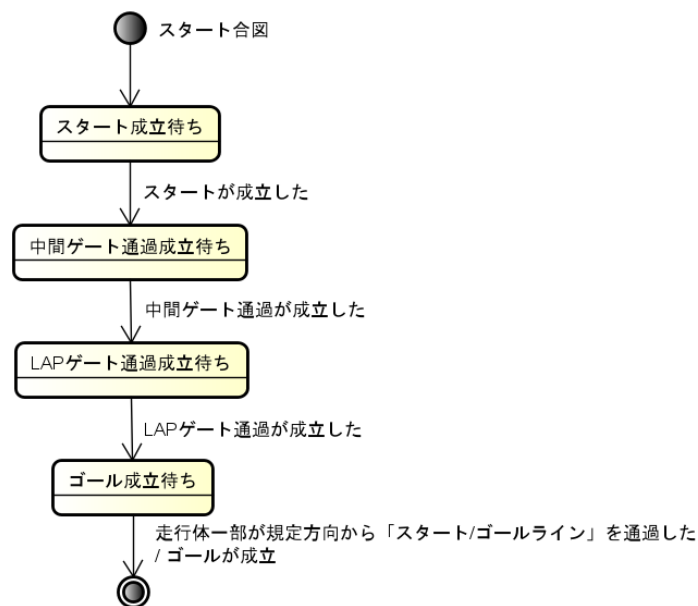 スタート合図
スタート成立待ち
スタートが成立した
中間ゲート通過成立待ち
中間ゲート通過が成立した
LAPゲート通過成立待ち
LAPゲート通過が成立した
ゴール成立待ち
走行体一部が規定方向から「スタート/ゴールライン」を通過した
/ ゴールが成立